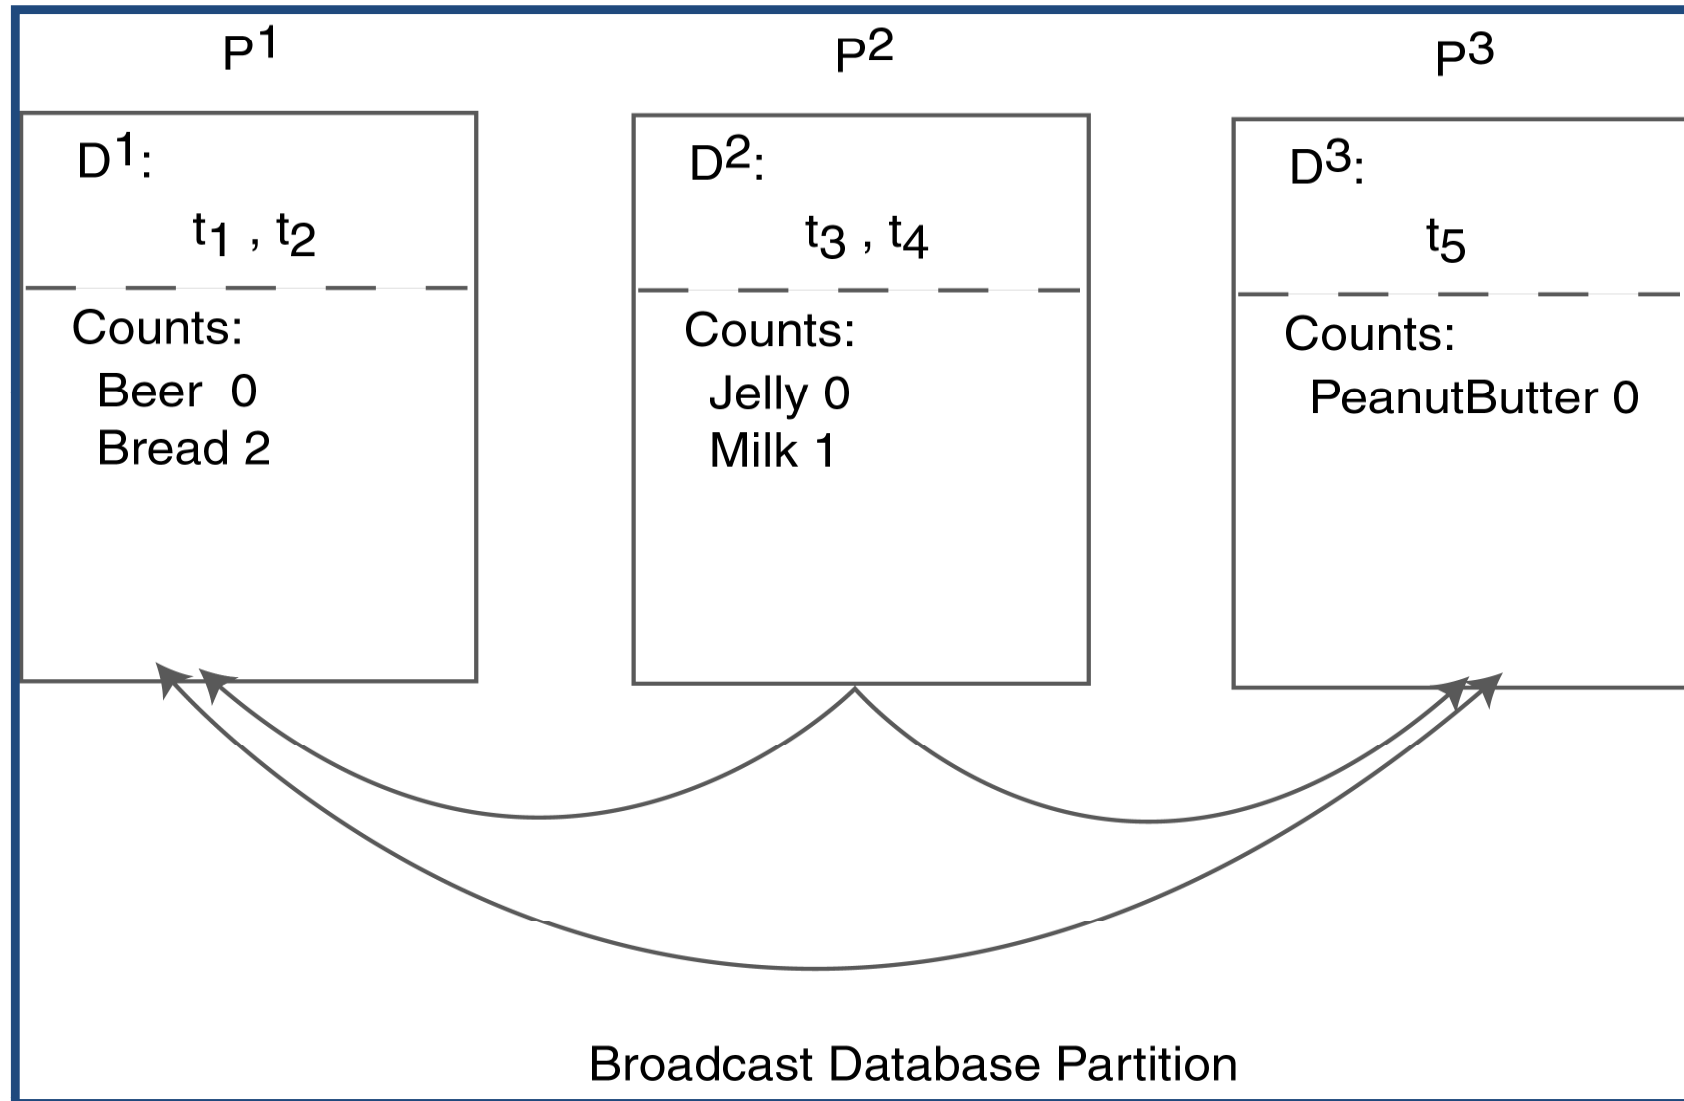 P1
P2
P3
D1:
t1 , t2
Counts:
Beer 0
Bread 2
D2:
t3 , t4
Counts:
Jelly 0
Milk 1
D3:
t5
Counts:
PeanutButter 0
Broadcast Database Partition